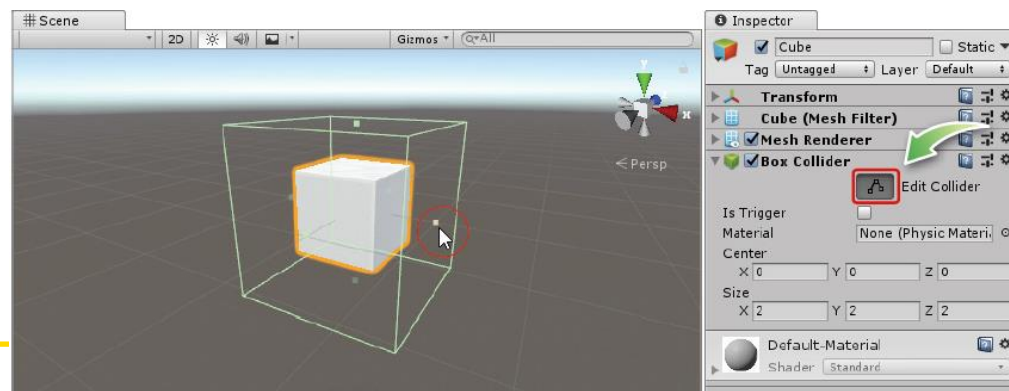 Scene
2D
Gizmos
All
y
x
Persp
Inspector
Cube
Static
Tag Untagged Layer Default
Transform
Cube (Mesh Filter)
Mesh Renderer
Box Collider
Edit Collider
Is Trigger
Material None (Physic Materi
Center
X 0 Y 0 Z 0
Size
X 2 Y 2 Z 2
Default-Material
Shader Standard